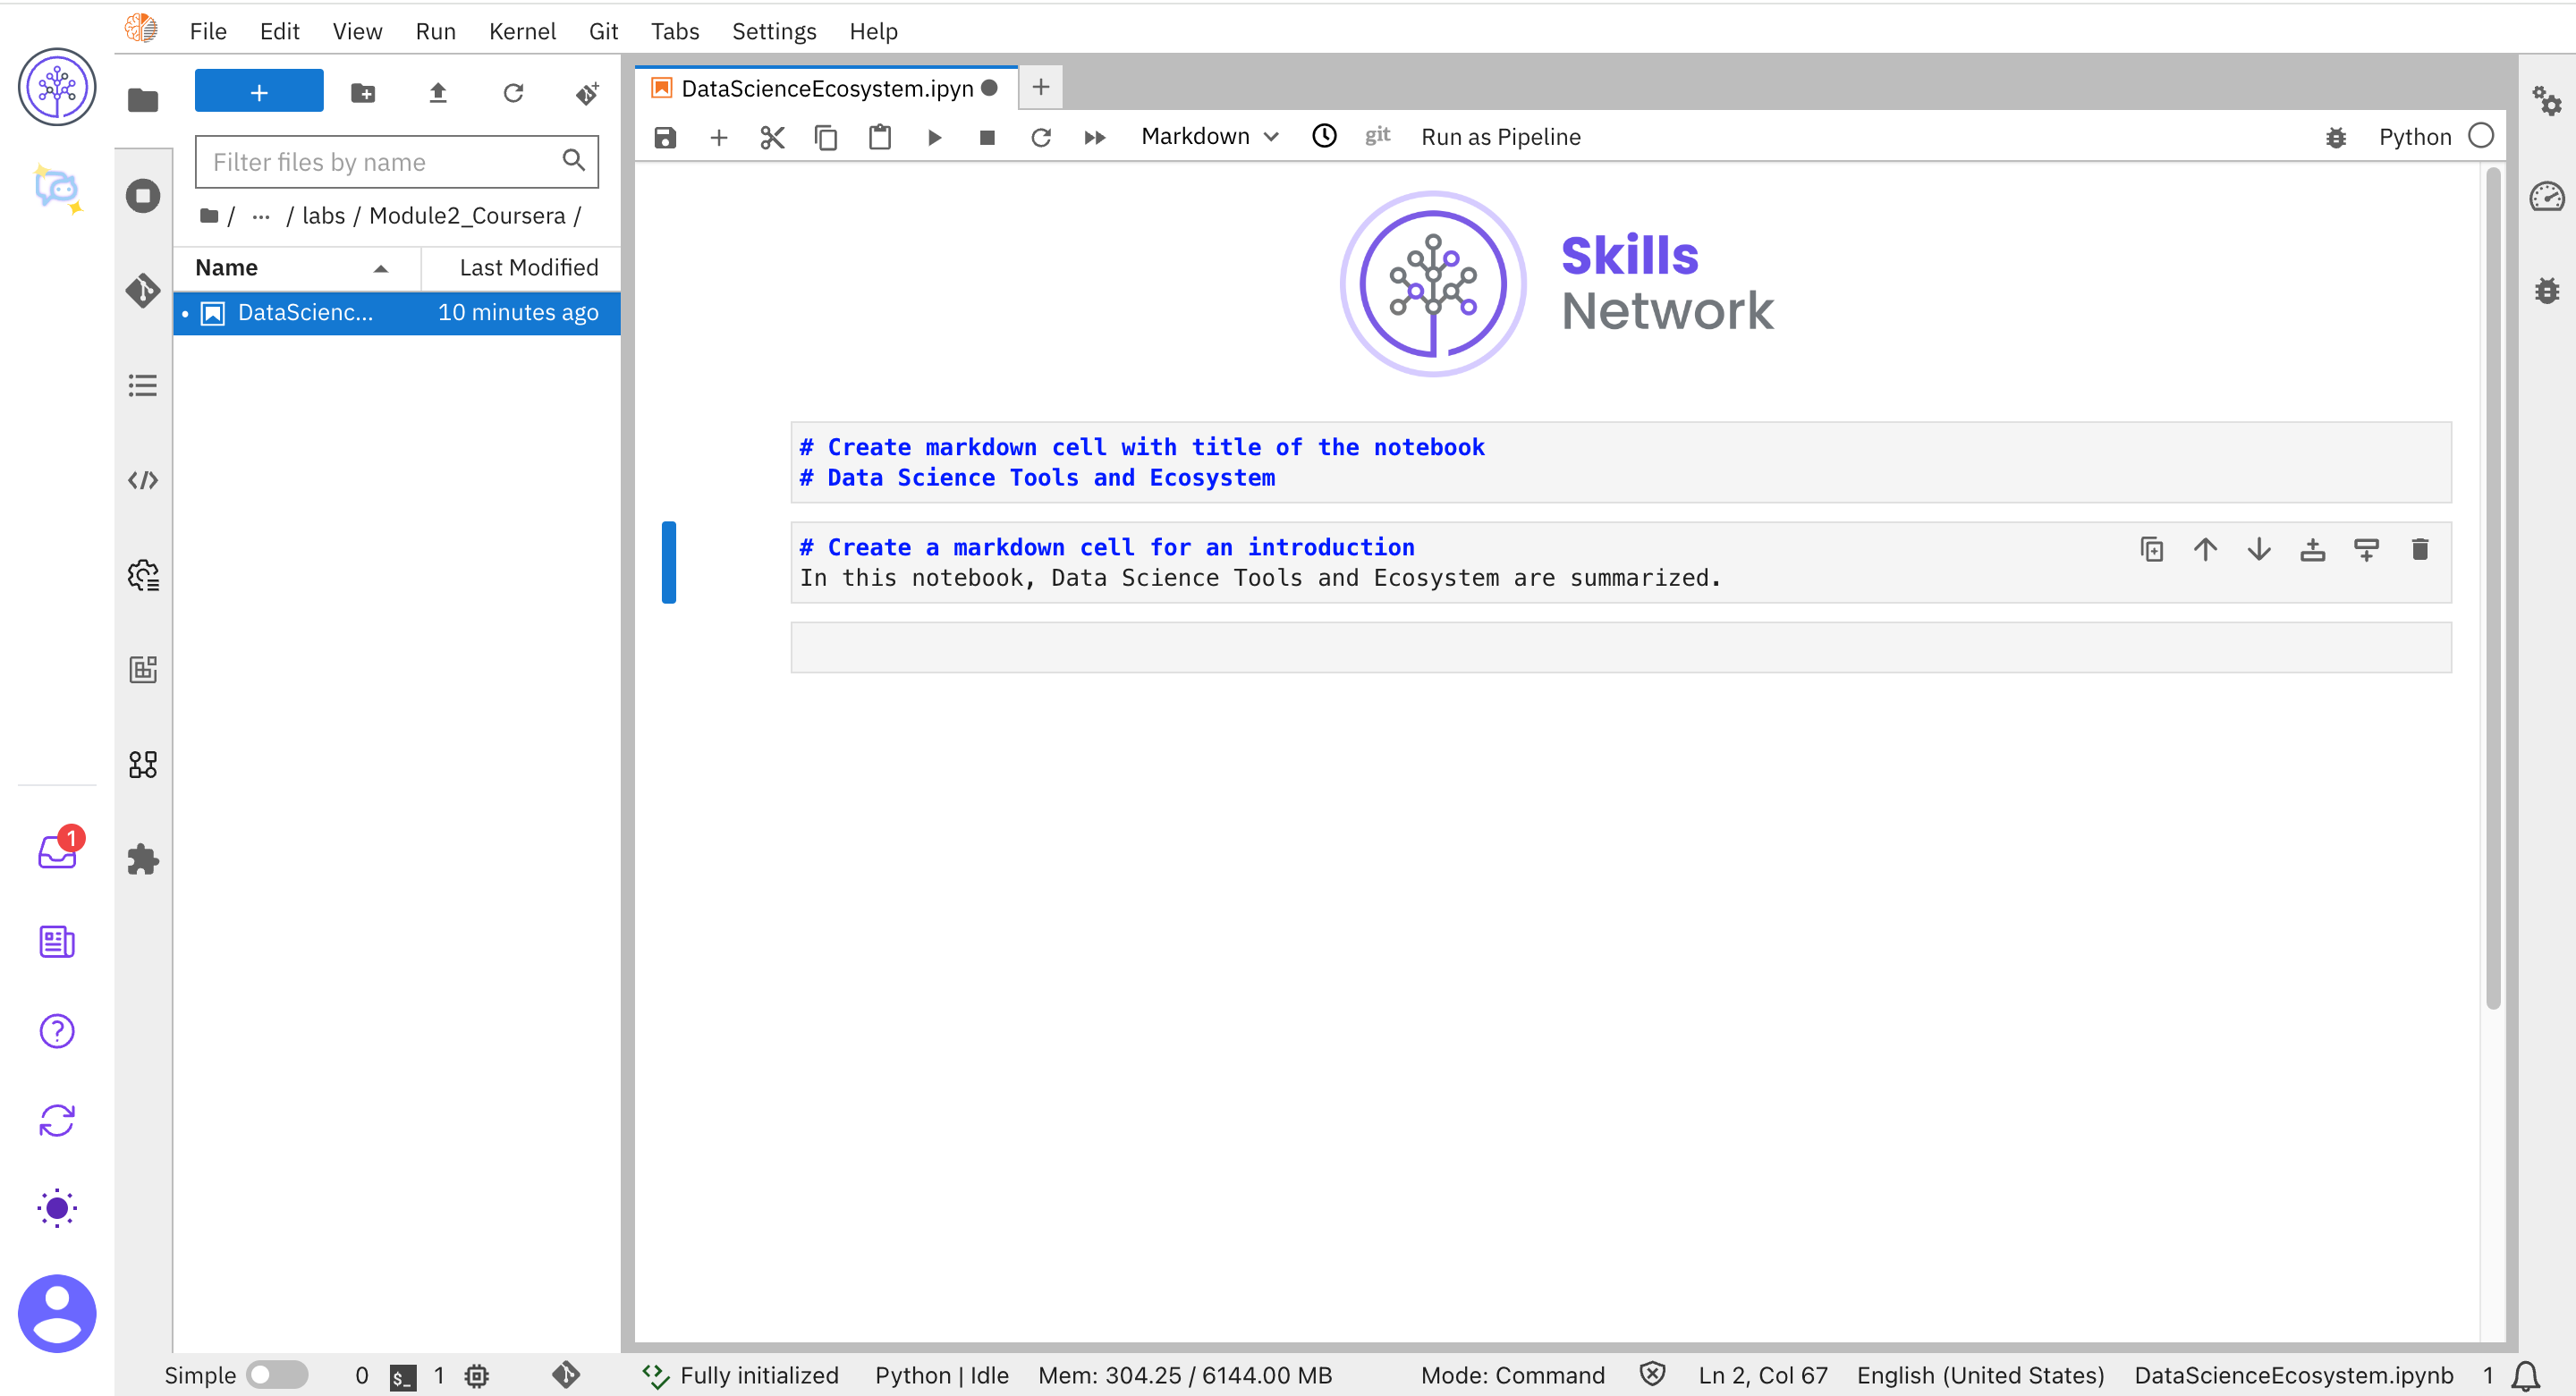 File Edit View Run Kernel Git Tabs Settings Help
+
Filter files by name
/ ... / labs / Module2_Coursera /
Name Last Modified
DataScienc... 10 minutes ago
DataScienceEcosystem.ipyn
+
Markdown
git
Run as Pipeline
Python
Skills
Network
# Create markdown cell with title of the notebook
# Data Science Tools and Ecosystem
# Create a markdown cell for an introduction
In this notebook, Data Science Tools and Ecosystem are summarized.
1
Simple 0 $_ 1 Fully initialized Python | Idle Mem: 304.25 / 6144.00 MB Mode: Command Ln 2, Col 67 English (United States) DataScienceEcosystem.ipynb 1